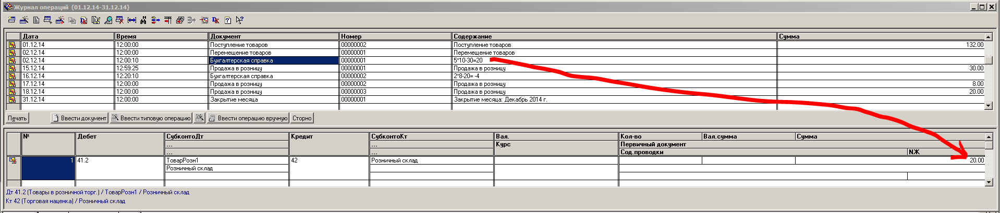 Журнал операций (01.12.14-31.12.14)
Дата Время Документ Номер Содержание Сумма
01.12.14 12:00:00 Поступление товаров 00000002 Поступление товаров 132.00
02.12.14 12:00:00 Перемещение товаров 00000001 Перемещение товаров
02.12.14 12:00:10 Бухгалтерская справка 00000001 5*10-30=20
15.12.14 12:59:25 Продажа в розницу 00000001 Продажа в розницу 30.00
16.12.14 12:20:10 Бухгалтерская справка 00000002 2*8-20= -4
17.12.14 12:00:00 Продажа в розницу 00000002 Продажа в розницу 8.00
18.12.14 12:00:00 Продажа в розницу 00000003 Продажа в розницу 20.00
31.12.14 12:00:00 Закрытие месяца 00000001 Закрытие месяца: Декабрь 2014 г.
Печать Ввести документ Ввести типовую операцию Ввести операцию вручную Сторно
№ Дебет СубконтоДт Кредит СубконтоКт Вал. Кол-во Вал.сумма Сумма
... ... Курс Первичный документ
... ... Сод.проводки NЖ
1 41.2 ТоварРозн1 42 Розничный склад 20.00
Розничный склад
Дт 41.2 (Товары в розничной торг.) / ТоварРозн1 / Розничный склад
Кт 42 (Торговая наценка) / Розничный склад